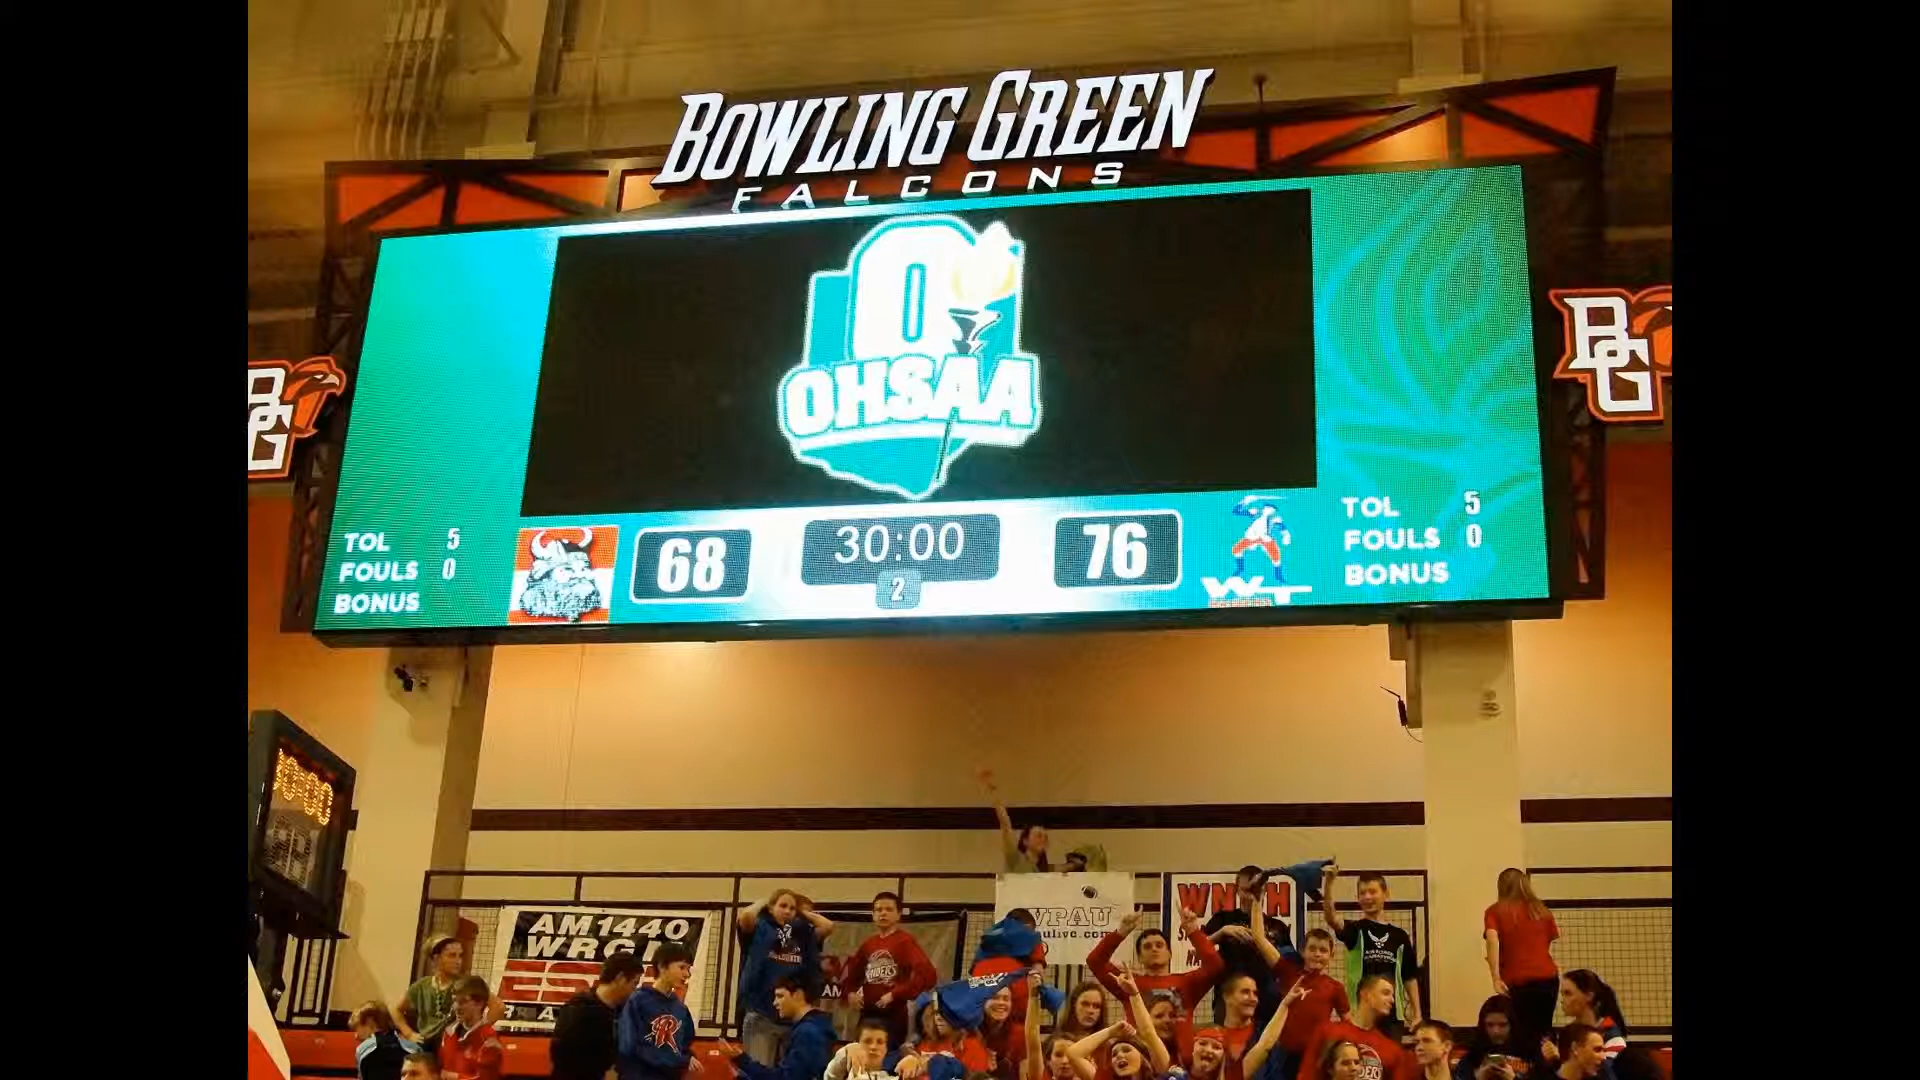 BOWLING GREEN
FALCONS
OHSAA
BG
BG
TOL 5
FOULS 0
BONUS
68
30:00
2
76
WT
TOL 5
FOULS 0
BONUS
AM1440